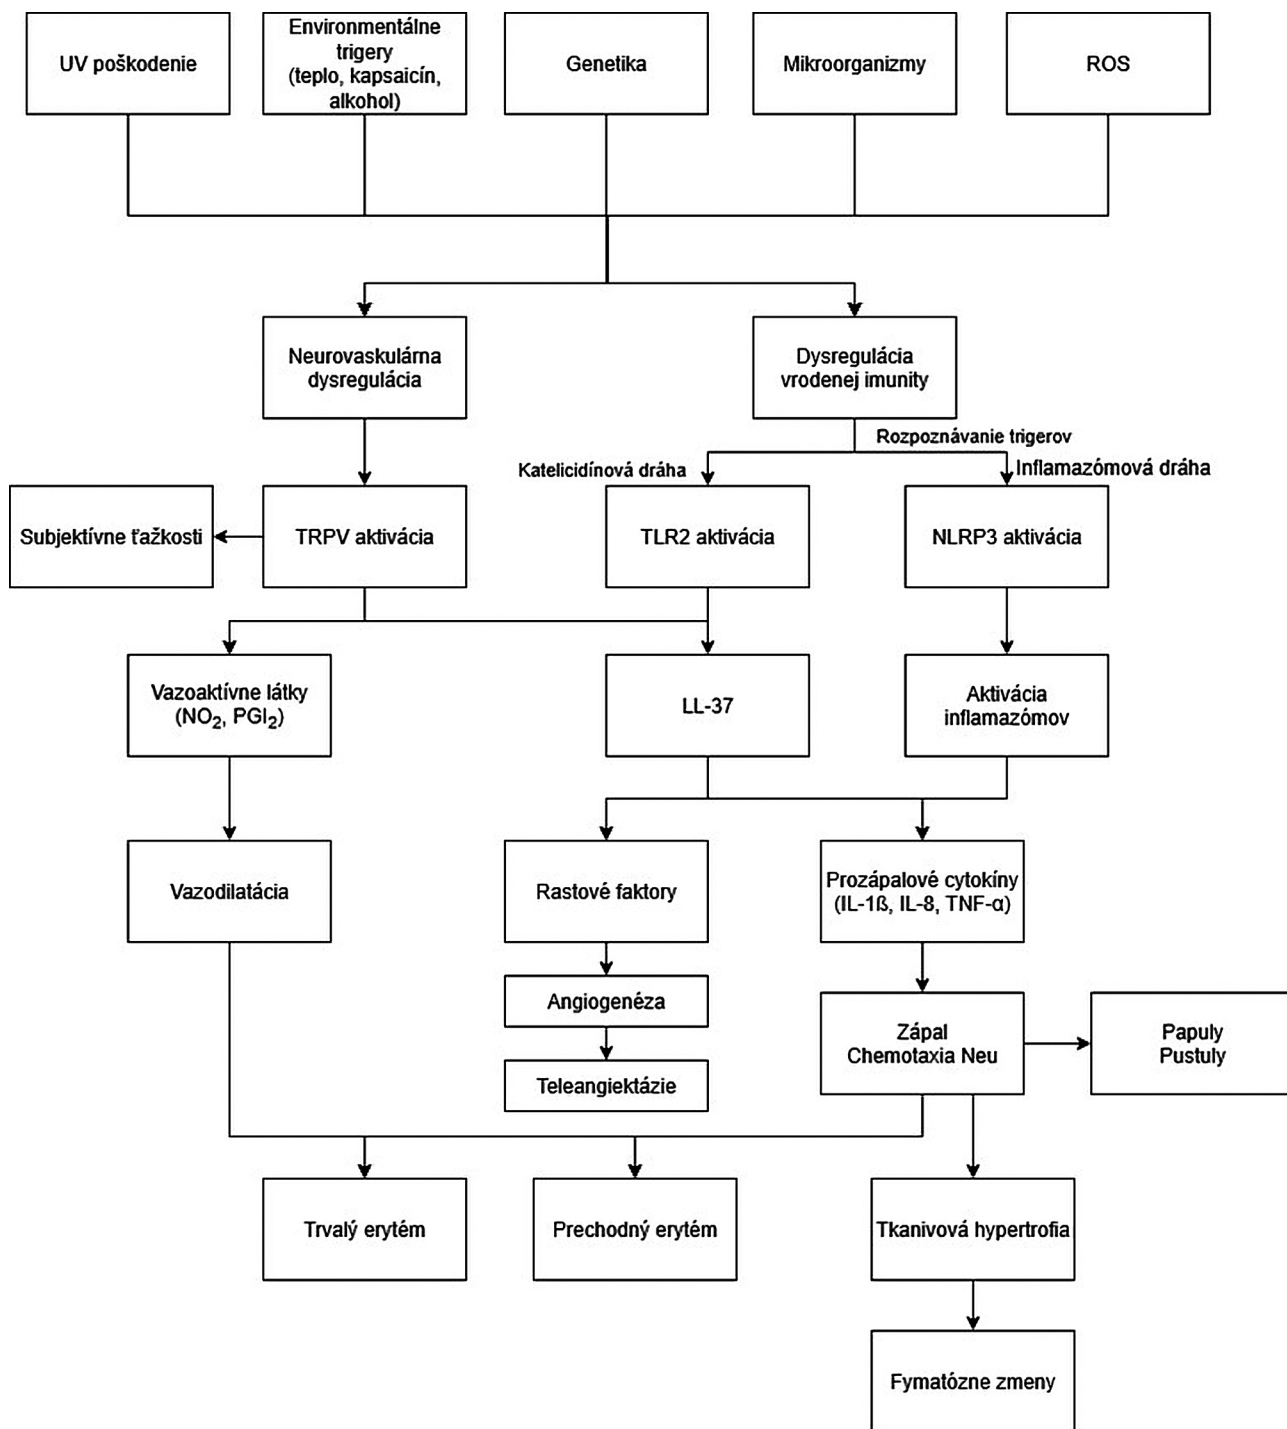 UV poškodenie
Environmentálne
trigery
(teplo, kapsaicín,
alkohol)
Genetika
Mikroorganizmy
ROS
Neurovaskulárna
dysregulácia
Dysregulácia
vrodenej imunity
Rozpoznávanie trigerov
Katelicidínová dráha
Inflamazómová dráha
Subjektívne ťažkosti
TRPV aktivácia
TLR2 aktivácia
NLRP3 aktivácia
Vazoaktívne látky
(NO₂, PGI₂)
LL-37
Aktivácia
inflamazómov
Vazodilatácia
Rastové faktory
Prozápalové cytokíny
(IL-1ß, IL-8, TNF-α)
Angiogenéza
Zápal
Chemotaxia Neu
Papuly
Pustuly
Teleangiektázie
Trvalý erytém
Prechodný erytém
Tkanivová hypertrofia
Fymatózne zmeny